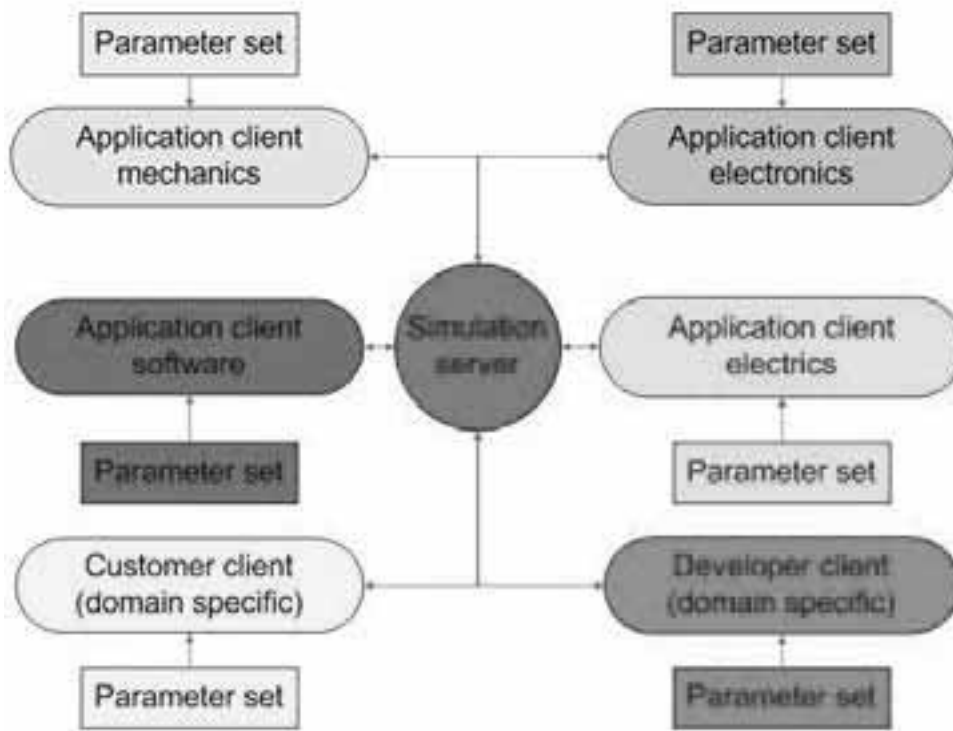 Parameter set
Parameter set
Application client
mechanics
Application client
electronics
Application client
software
Simulation
server
Application client
electrics
Parameter set
Parameter set
Customer client
(domain specific)
Developer client
(domain specific)
Parameter set
Parameter set